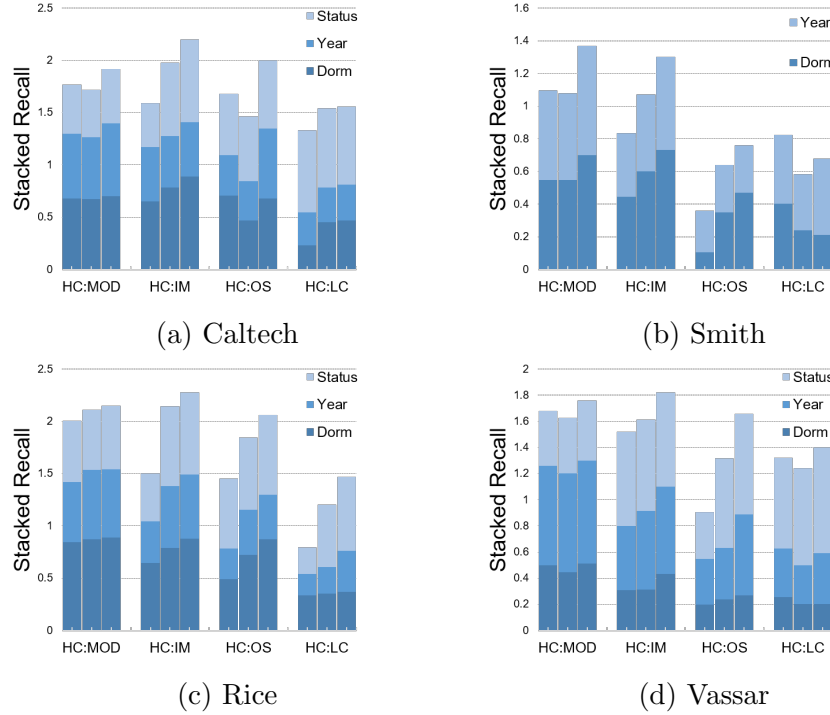 Stacked Recall
2.5
2
1.5
1
0.5
0
Status
Year
Dorm
HC:MOD HC:IM HC:OS HC:LC
(a) Caltech
Stacked Recall
1.6
1.4
1.2
1
0.8
0.6
0.4
0.2
0
Year
Dorm
HC:MOD HC:IM HC:OS HC:LC
(b) Smith
Stacked Recall
2.5
2
1.5
1
0.5
0
Status
Year
Dorm
HC:MOD HC:IM HC:OS HC:LC
(c) Rice
Stacked Recall
2
1.8
1.6
1.4
1.2
1
0.8
0.6
0.4
0.2
0
Status
Year
Dorm
HC:MOD HC:IM HC:OS HC:LC
(d) Vassar